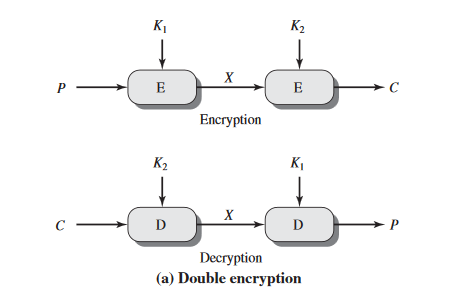 K₁ K₂
P E X E C
Encryption
K₂ K₁
C D X D P
Decryption
(a) Double encryption